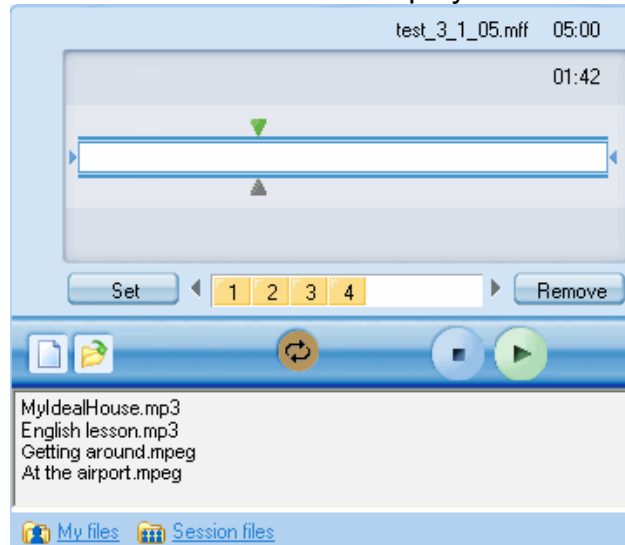 test_3_1_05.mff 05:00
01:42
Set 1 2 3 4 Remove
MyIdealHouse.mp3
English lesson.mp3
Getting around.mpeg
At the airport.mpeg
My files Session files